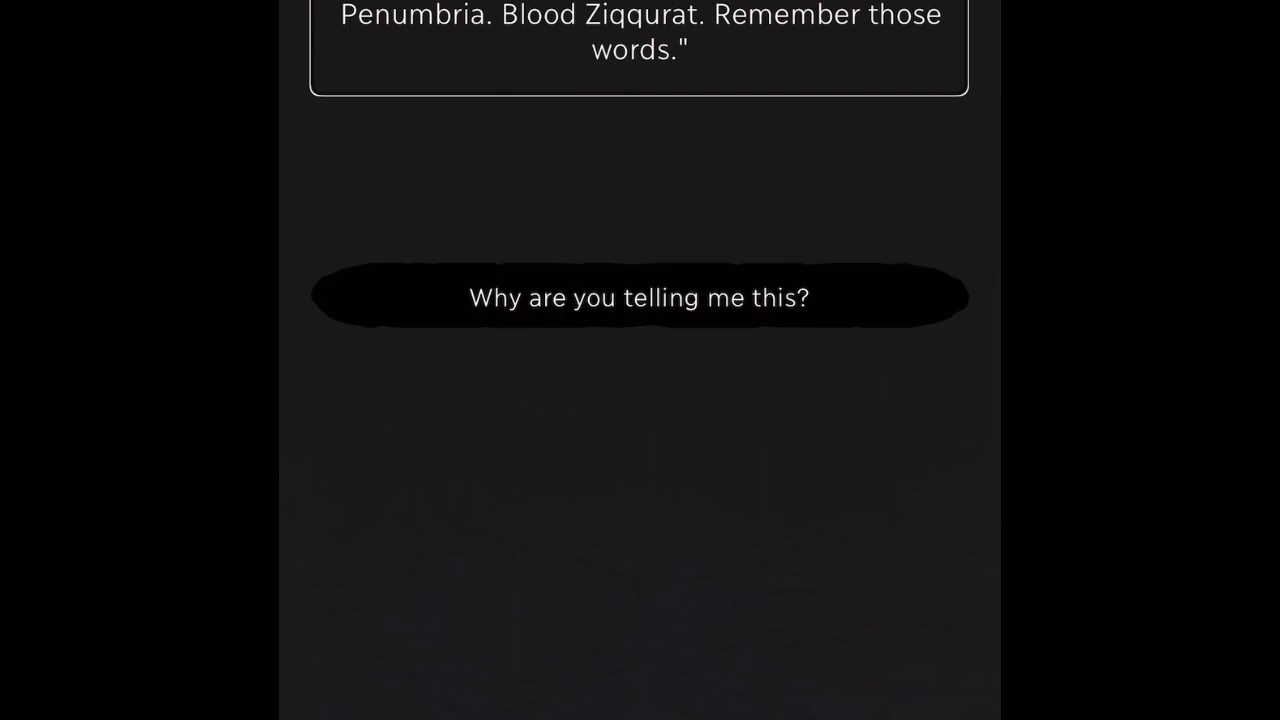 Penumbria. Blood Ziqqurat. Remember those
words."
Why are you telling me this?